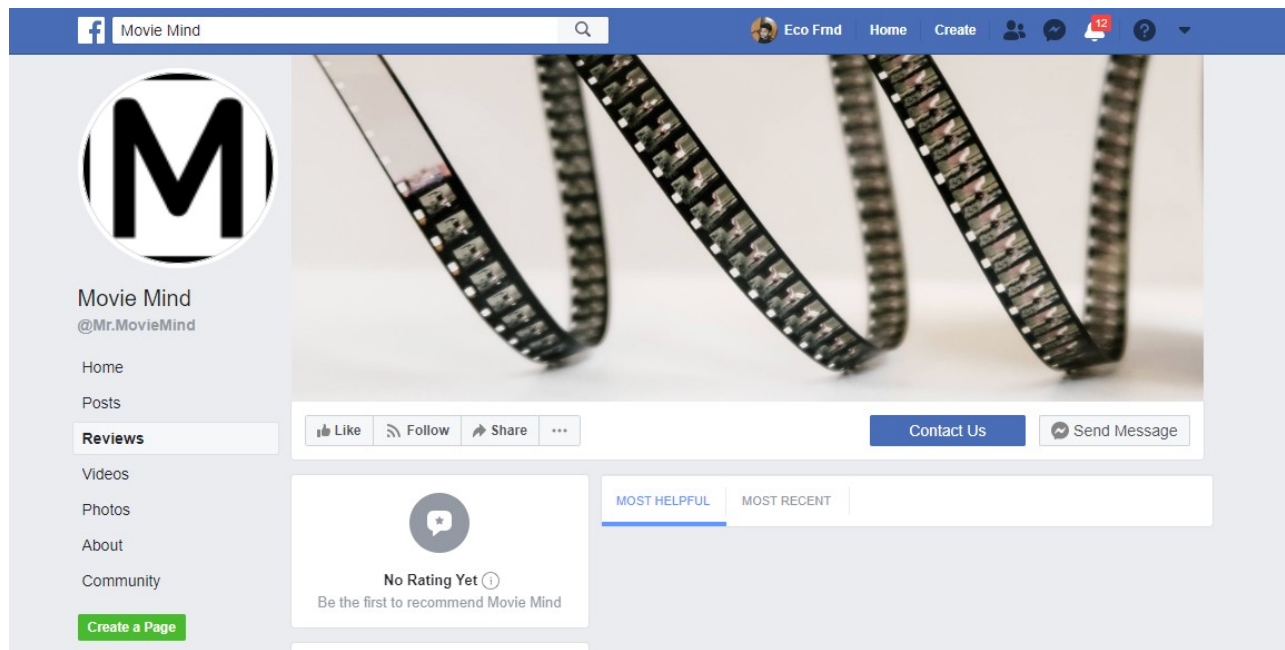 f Movie Mind Eco Frnd Home Create 12 ?
M
Movie Mind
@Mr.MovieMind
Home
Posts
Reviews
Videos
Photos
About
Community
Create a Page
Like Follow Share ... Contact Us Send Message
No Rating Yet i
Be the first to recommend Movie Mind
MOST HELPFUL MOST RECENT